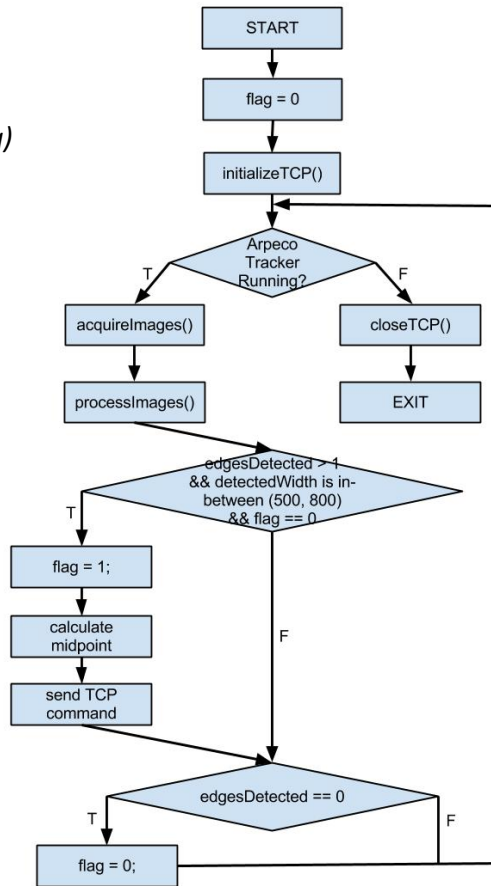 START
flag = 0
initializeTCP()
Arpeco
Tracker
Running?
T
F
acquireImages()
closeTCP()
processImages()
EXIT
edgesDetected > 1
&& detectedWidth is in-
between (500, 800)
&& flag == 0
T
flag = 1;
calculate
midpoint
F
send TCP
command
edgesDetected == 0
T
F
flag = 0;